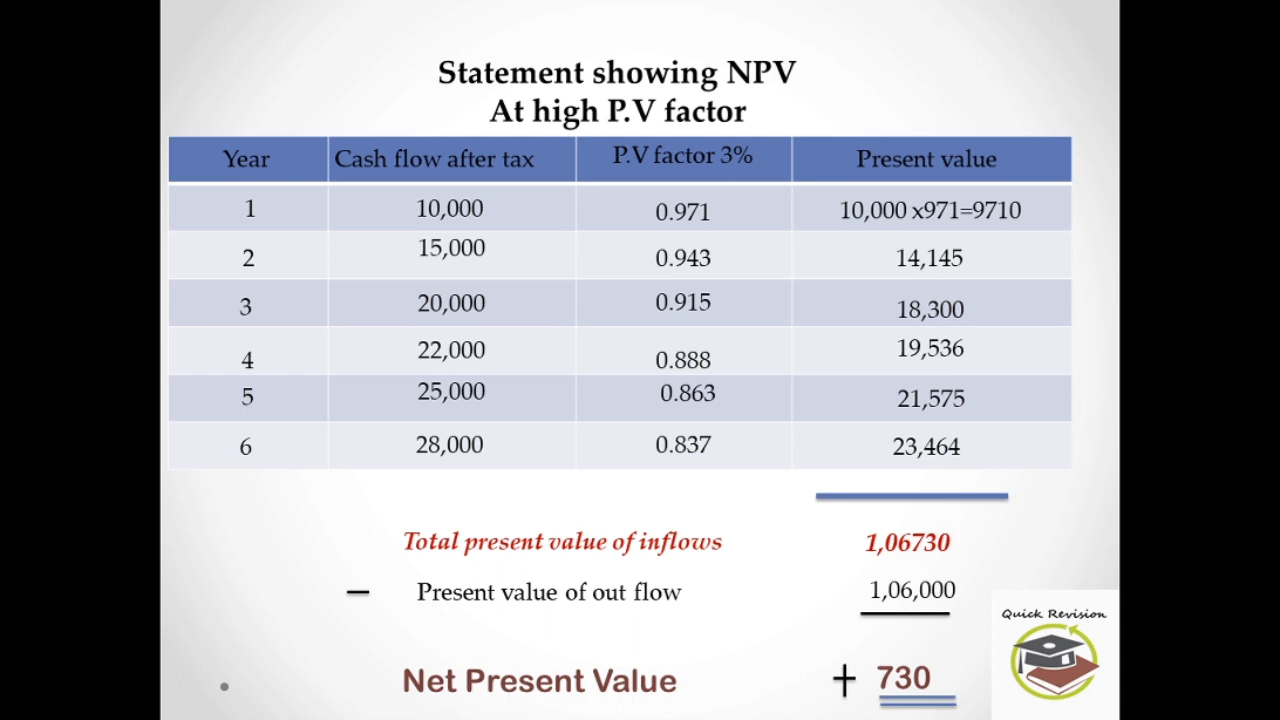 Statement showing NPV
At high P.V factor
Year Cash flow after tax P.V factor 3% Present value
1 10,000 0.971 10,000 x971=9710
2 15,000 0.943 14,145
3 20,000 0.915 18,300
4 22,000 0.888 19,536
5 25,000 0.863 21,575
6 28,000 0.837 23,464
Total present value of inflows 1,06730
— Present value of out flow 1,06,000
Quick Revision
Net Present Value + 730